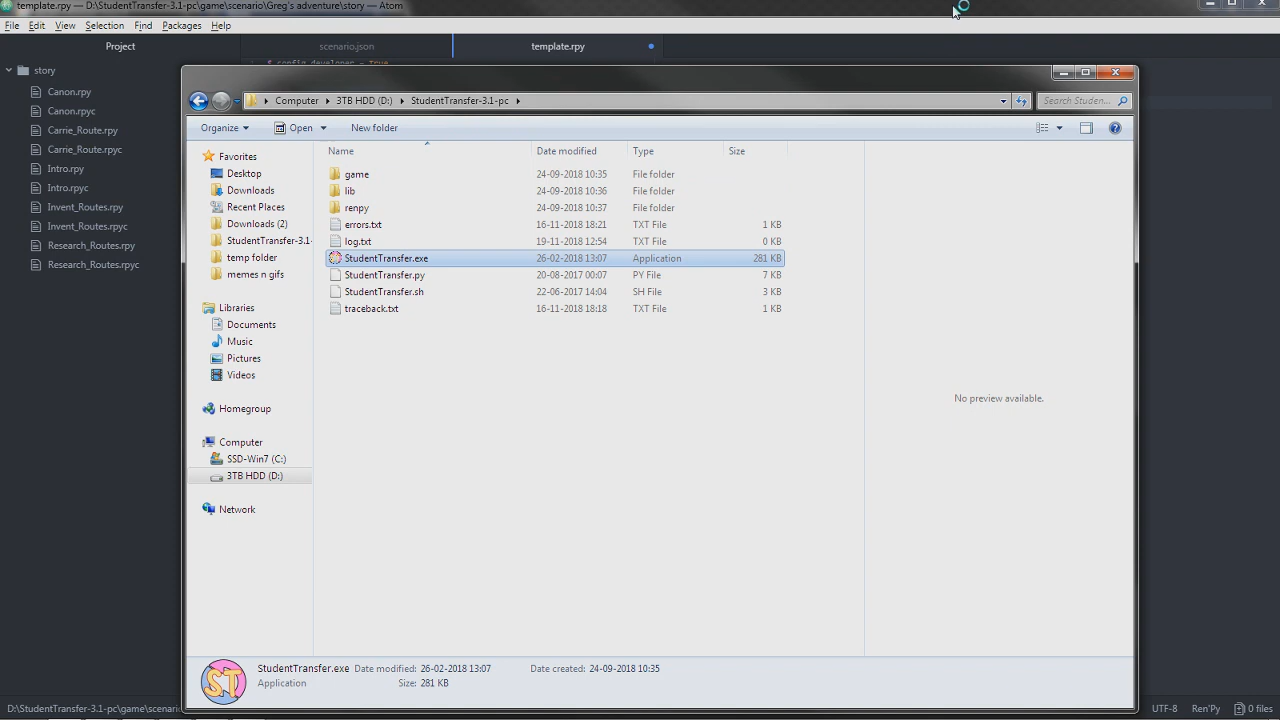 template.rpy — D:\StudentTransfer-3.1-pc\game\scenario\Greg's adventure\story — Atom
File Edit View Selection Find Packages Help
Project scenario.json template.rpy
story
Canon.rpy
Canon.rpyc
Carrie_Route.rpy
Carrie_Route.rpyc
Intro.rpy
Intro.rpyc
Invent_Routes.rpy
Invent_Routes.rpyc
Research_Routes.rpy
Research_Routes.rpyc
Computer 3TB HDD (D:) StudentTransfer-3.1-pc Search Studen...
Organize Open New folder
Favorites
Desktop
Downloads
Recent Places
Downloads (2)
StudentTransfer-3.1-
temp folder
memes n gifs
Libraries
Documents
Music
Pictures
Videos
Homegroup
Computer
SSD-Win7 (C:)
3TB HDD (D:)
Network
Name Date modified Type Size
game 24-09-2018 10:35 File folder
lib 24-09-2018 10:36 File folder
renpy 24-09-2018 10:37 File folder
errors.txt 16-11-2018 18:21 TXT File 1 KB
log.txt 19-11-2018 12:54 TXT File 0 KB
StudentTransfer.exe 26-02-2018 13:07 Application 281 KB
StudentTransfer.py 20-08-2017 00:07 PY File 7 KB
StudentTransfer.sh 22-06-2017 14:04 SH File 3 KB
traceback.txt 16-11-2018 18:18 TXT File 1 KB
No preview available.
ST
StudentTransfer.exe Date modified: 26-02-2018 13:07 Date created: 24-09-2018 10:35
Application Size: 281 KB
D:\StudentTransfer-3.1-pc\game\scenario UTF-8 Ren'Py 0 files